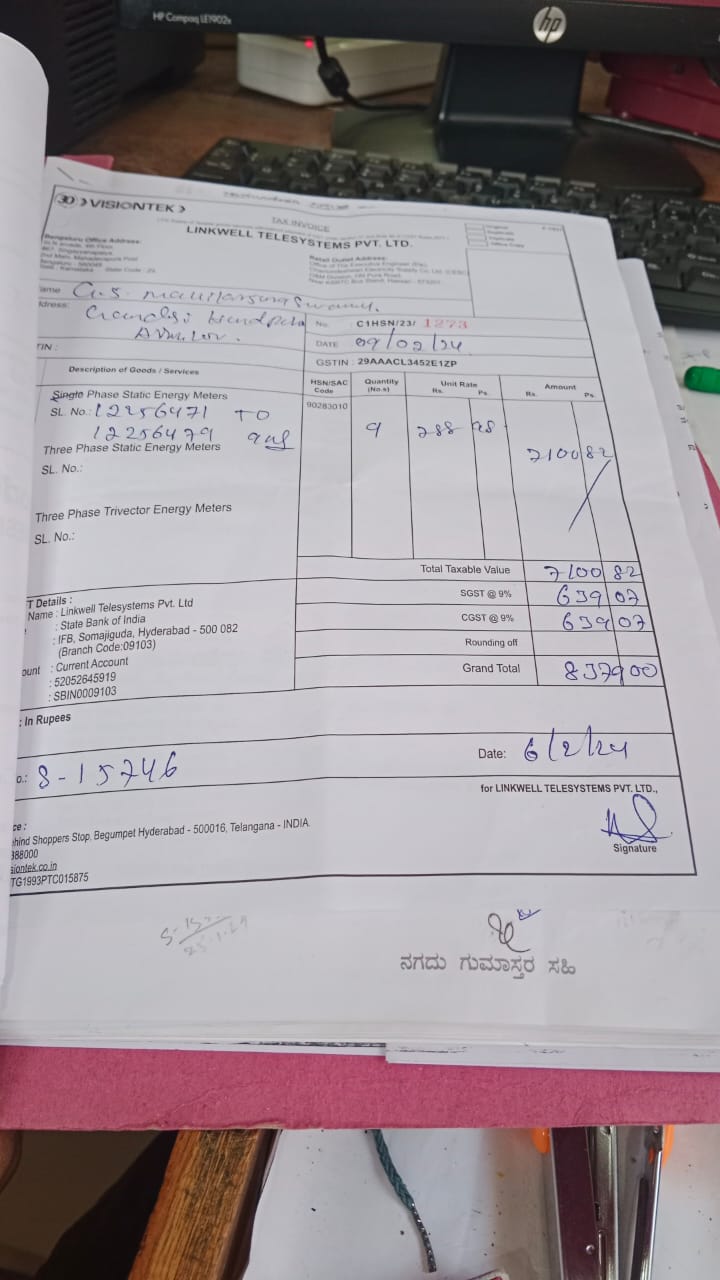 HP Compaq LE1902x
hp
VISIONTEK
TAX INVOICE
LINKWELL TELESYSTEMS PVT. LTD.
Bengaluru Office Address:
Retail Outlet Address:
ame
dress:
No. C1HSN/23/ 1273
DATE 09/02/24
TIN :
GSTIN : 29AAACL3452E1ZP
Description of Goods / Services
HSN/SAC Code
Quantity (No.s)
Unit Rate
Rs. Ps.
Amount
Rs. Ps.
Single Phase Static Energy Meters
90283010
SL. No.: 12256471 TO
12256479
9 788 98
7100 82
Three Phase Static Energy Meters
SL. No.:
Three Phase Trivector Energy Meters
SL. No.:
Total Taxable Value 7100 82
SGST @ 9% 639 07
CGST @ 9% 639 07
Rounding off
Grand Total 8379 00
T Details :
Name : Linkwell Telesystems Pvt. Ltd
: State Bank of India
: IFB, Somajiguda, Hyderabad - 500 082
(Branch Code:09103)
ount : Current Account
: 52052645919
: SBIN0009103
: In Rupees
o.: 8-15746
Date: 6/2/24
for LINKWELL TELESYSTEMS PVT. LTD.,
Signature
ce :
hind Shoppers Stop, Begumpet Hyderabad - 500016, Telangana - INDIA
388000
siontek.co.in
TG1993PTC015875
ನಗದು ಗುಮಾಸ್ತರ ಸಹಿ